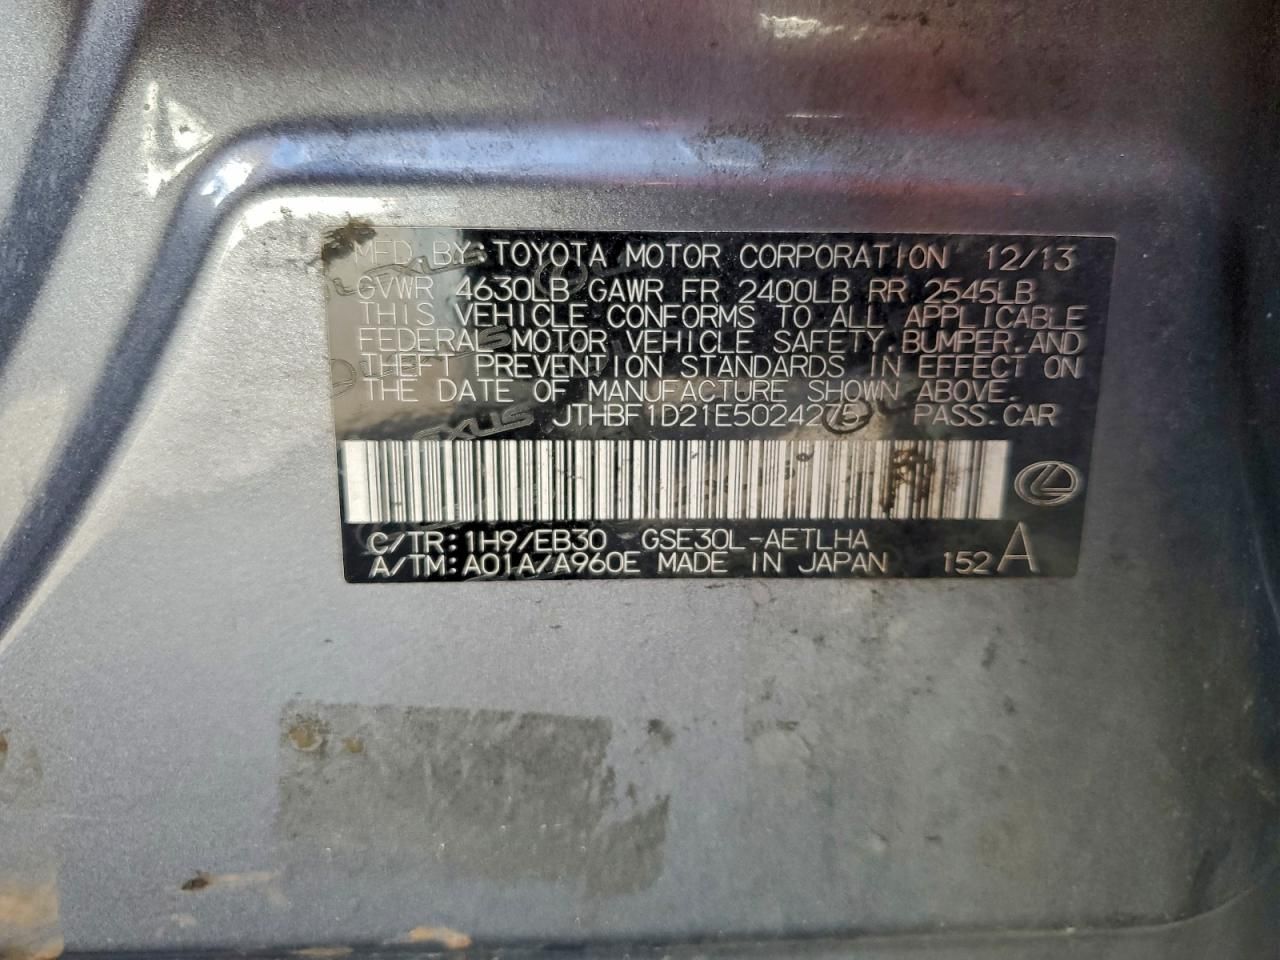 MFD BY: TOYOTA MOTOR CORPORATION 12/13
GVWR 4630LB GAWR FR 2400LB RR 2545LB
THIS VEHICLE CONFORMS TO ALL APPLICABLE
FEDERAL MOTOR VEHICLE SAFETY, BUMPER, AND
THEFT PREVENTION STANDARDS IN EFFECT ON
THE DATE OF MANUFACTURE SHOWN ABOVE.
JTHBF1D21E5024275 PASS.CAR
C/TR: 1H9/EB30 GSE30L-AETLHA
A/TM: A01A/A960E MADE IN JAPAN 152 A